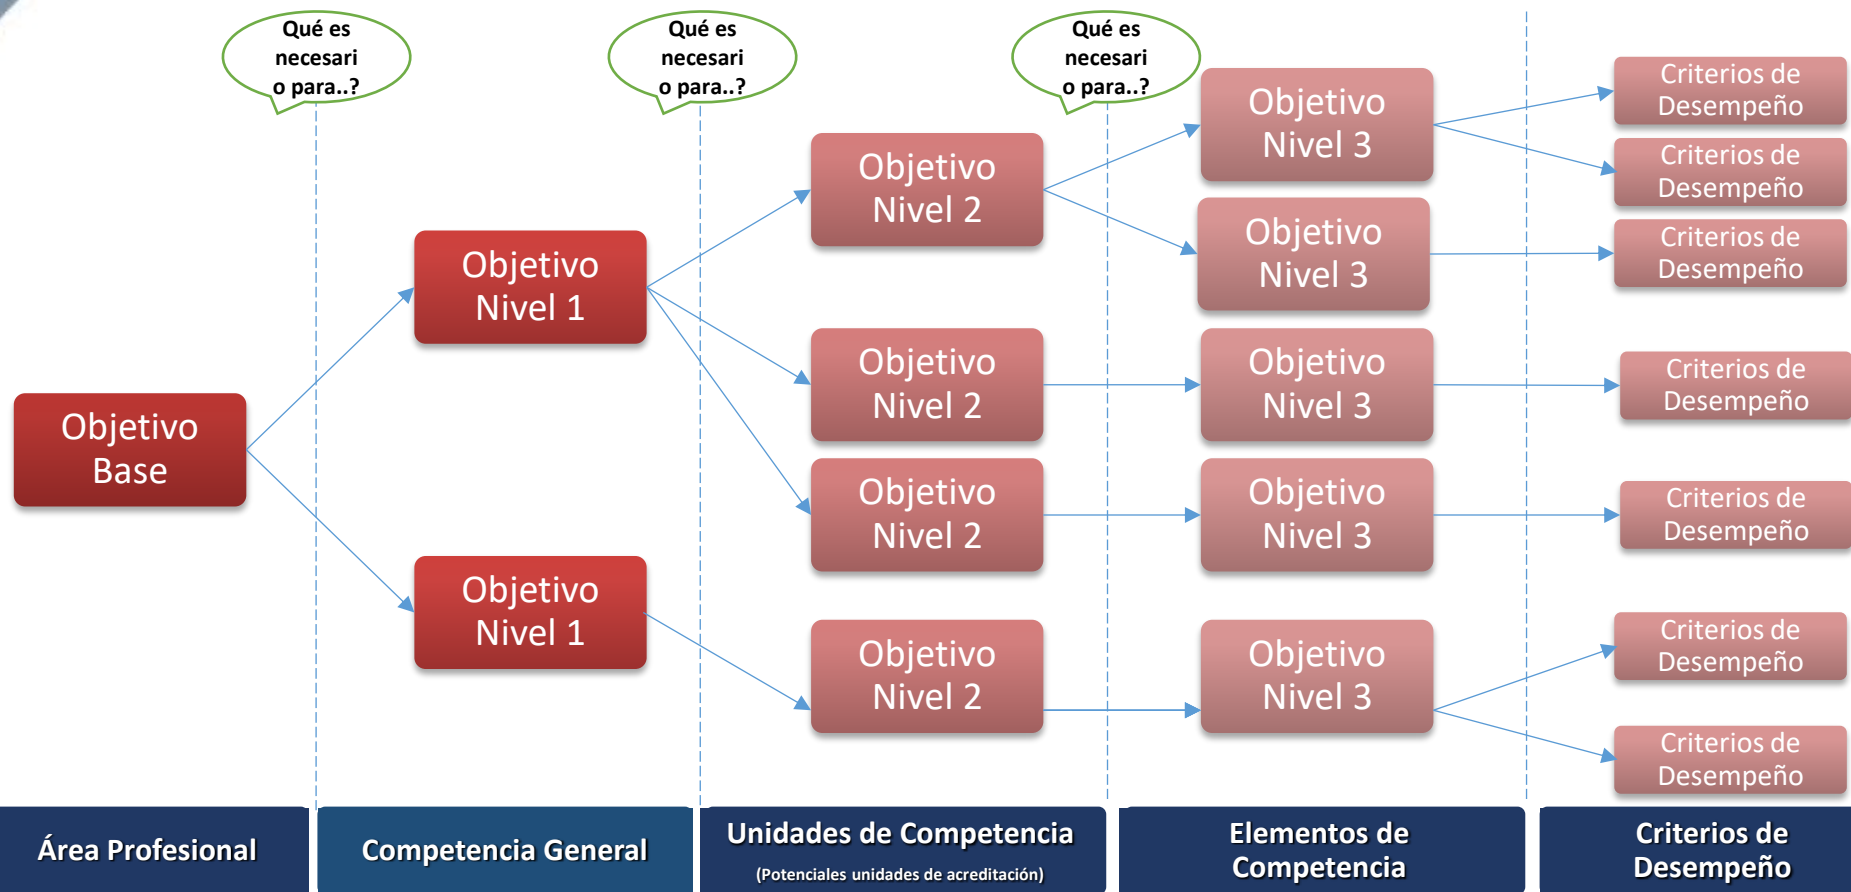 Qué es
necesari
o para..?
Qué es
necesari
o para..?
Qué es
necesari
o para..?
Objetivo
Base
Objetivo
Nivel 1
Objetivo
Nivel 1
Objetivo
Nivel 2
Objetivo
Nivel 2
Objetivo
Nivel 2
Objetivo
Nivel 2
Objetivo
Nivel 3
Objetivo
Nivel 3
Objetivo
Nivel 3
Objetivo
Nivel 3
Objetivo
Nivel 3
Criterios de
Desempeño
Criterios de
Desempeño
Criterios de
Desempeño
Criterios de
Desempeño
Criterios de
Desempeño
Criterios de
Desempeño
Criterios de
Desempeño
Área Profesional
Competencia General
Unidades de Competencia
(Potenciales unidades de acreditación)
Elementos de
Competencia
Criterios de
Desempeño